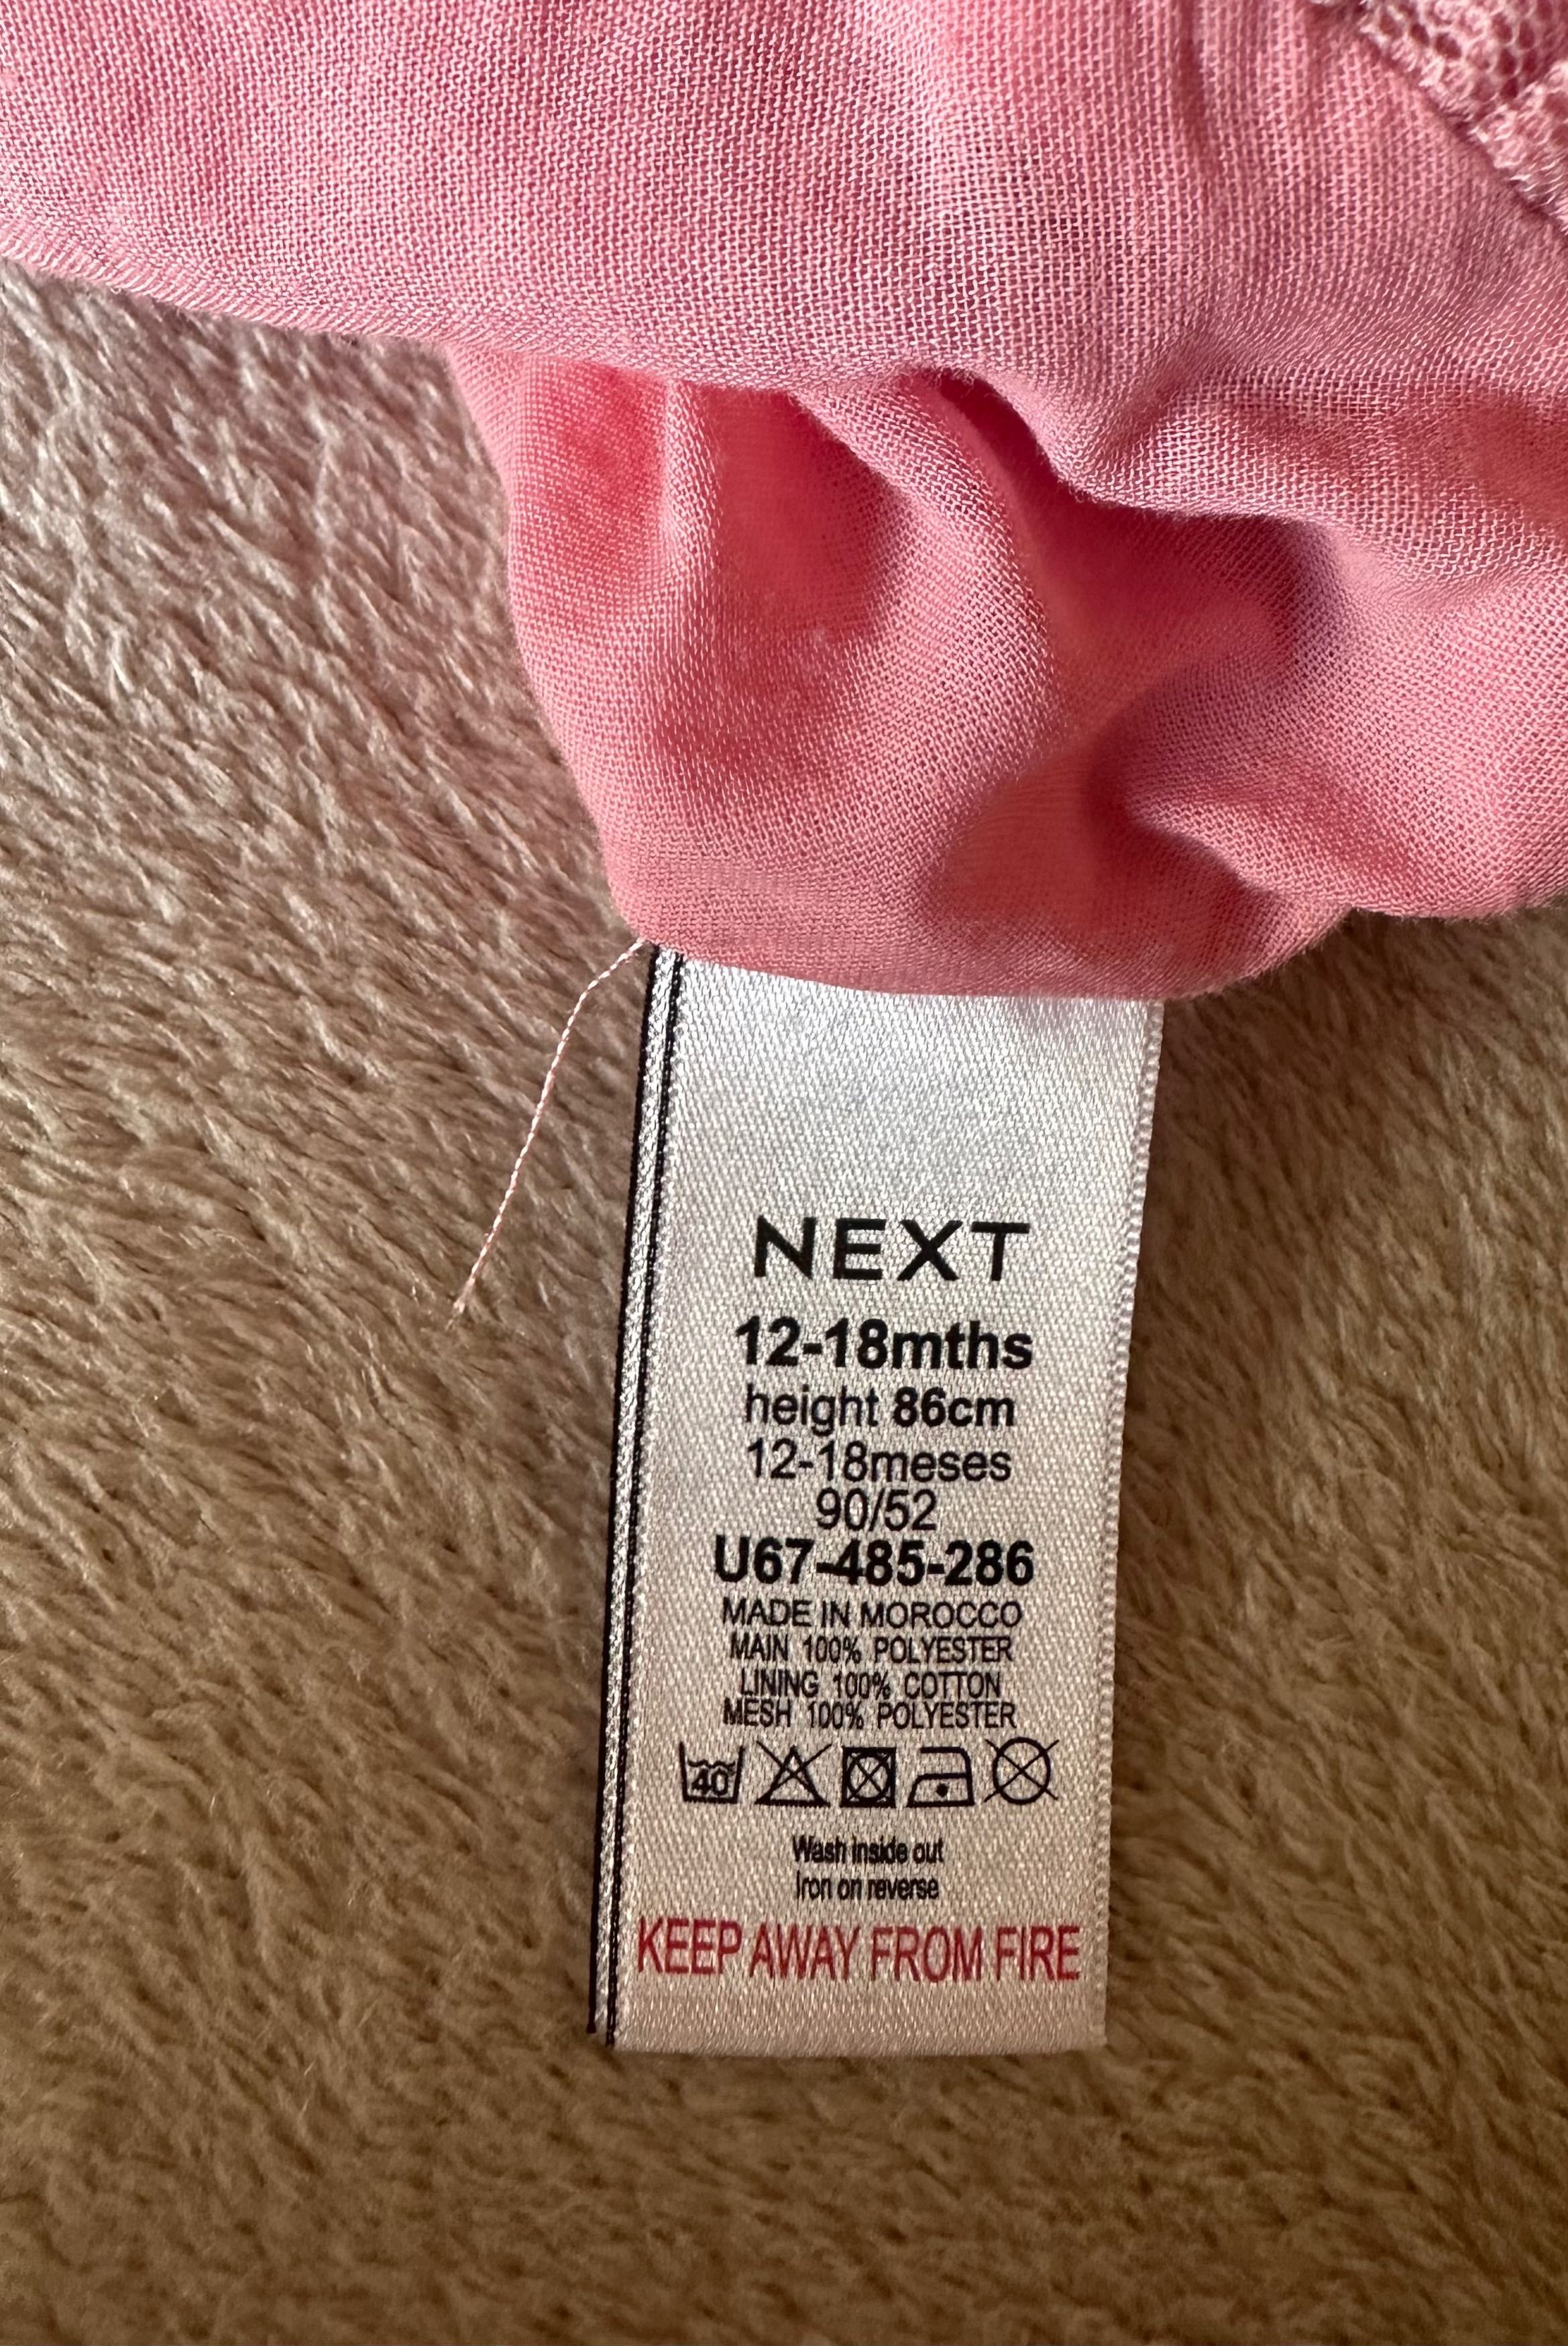 NEXT
12-18mths
height 86cm
12-18meses
90/52
U67-485-286
MADE IN MOROCCO
MAIN 100% POLYESTER
LINING 100% COTTON
MESH 100% POLYESTER
40
Wash inside out
Iron on reverse
KEEP AWAY FROM FIRE